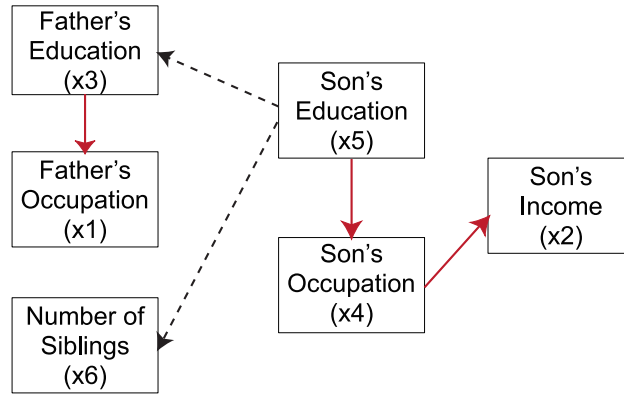 Father's
Education
(x3)
Son's
Education
(x5)
Father's
Occupation
(x1)
Son's
Income
(x2)
Son's
Occupation
(x4)
Number of
Siblings
(x6)